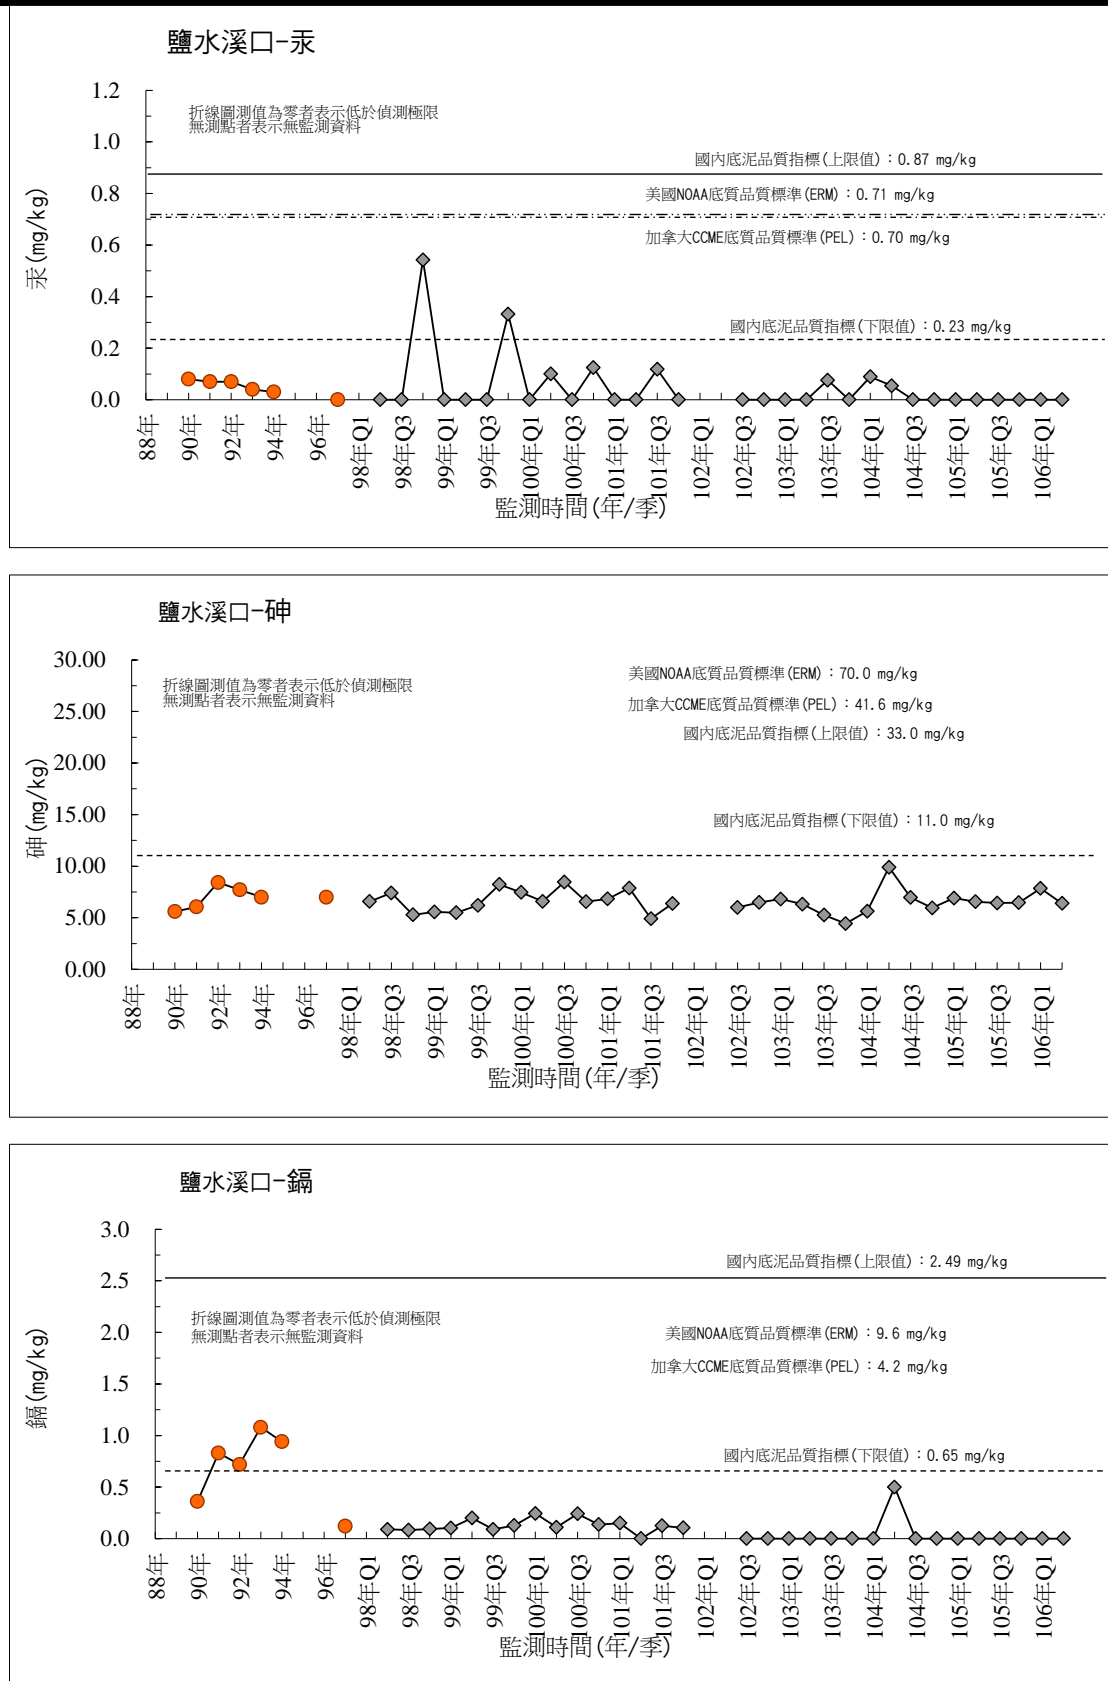 鹽水溪口-汞
1.2
1.0
0.8
0.6
0.4
0.2
0.0
汞(mg/kg)
折線圖測值為零者表示低於偵測極限
無測點者表示無監測資料
國內底泥品質指標(上限值)：0.87 mg/kg
美國NOAA底質品質標準(ERM)：0.71 mg/kg
加拿大CCME底質品質標準(PEL)：0.70 mg/kg
國內底泥品質指標(下限值)：0.23 mg/kg
88年
90年
92年
94年
96年
98年Q1
98年Q3
99年Q1
99年Q3
100年Q1
100年Q3
101年Q1
101年Q3
102年Q1
102年Q3
103年Q1
103年Q3
104年Q1
104年Q3
105年Q1
105年Q3
106年Q1
監測時間(年/季)
鹽水溪口-砷
30.00
25.00
20.00
15.00
10.00
5.00
0.00
砷(mg/kg)
折線圖測值為零者表示低於偵測極限
無測點者表示無監測資料
美國NOAA底質品質標準(ERM)：70.0 mg/kg
加拿大CCME底質品質標準(PEL)：41.6 mg/kg
國內底泥品質指標(上限值)：33.0 mg/kg
國內底泥品質指標(下限值)：11.0 mg/kg
88年
90年
92年
94年
96年
98年Q1
98年Q3
99年Q1
99年Q3
100年Q1
100年Q3
101年Q1
101年Q3
102年Q1
102年Q3
103年Q1
103年Q3
104年Q1
104年Q3
105年Q1
105年Q3
106年Q1
監測時間(年/季)
鹽水溪口-鎘
3.0
2.5
2.0
1.5
1.0
0.5
0.0
鎘(mg/kg)
國內底泥品質指標(上限值)：2.49 mg/kg
折線圖測值為零者表示低於偵測極限
無測點者表示無監測資料
美國NOAA底質品質標準(ERM)：9.6 mg/kg
加拿大CCME底質品質標準(PEL)：4.2 mg/kg
國內底泥品質指標(下限值)：0.65 mg/kg
88年
90年
92年
94年
96年
98年Q1
98年Q3
99年Q1
99年Q3
100年Q1
100年Q3
101年Q1
101年Q3
102年Q1
102年Q3
103年Q1
103年Q3
104年Q1
104年Q3
105年Q1
105年Q3
106年Q1
監測時間(年/季)